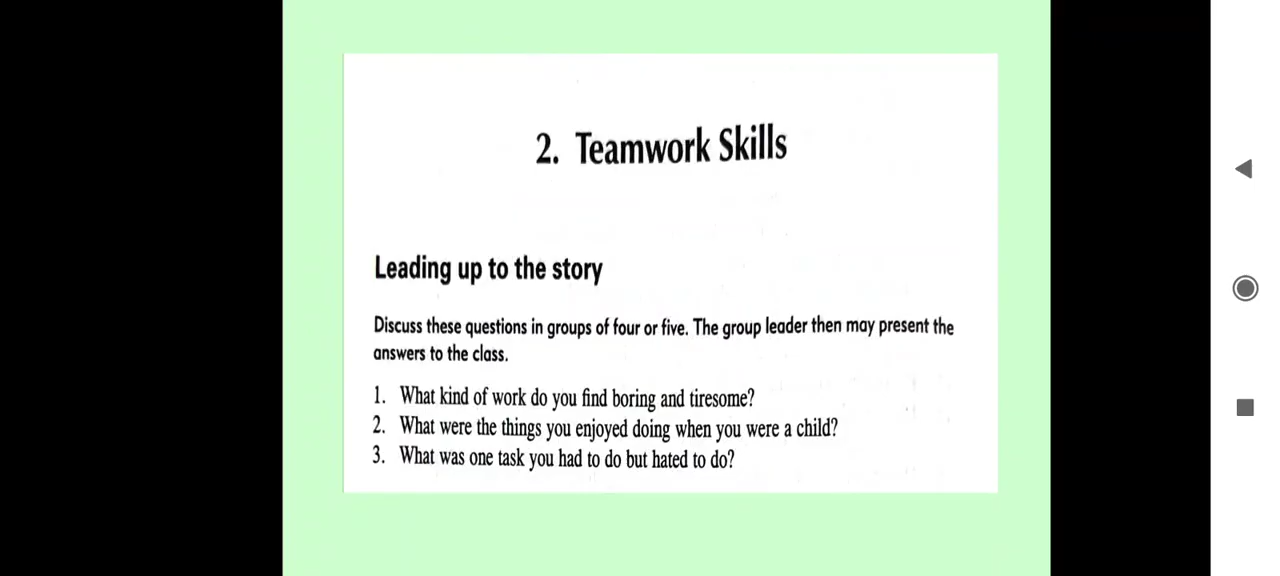 2. Teamwork Skills
Leading up to the story
Discuss these questions in groups of four or five. The group leader then may present the
answers to the class.
1. What kind of work do you find boring and tiresome?
2. What were the things you enjoyed doing when you were a child?
3. What was one task you had to do but hated to do?